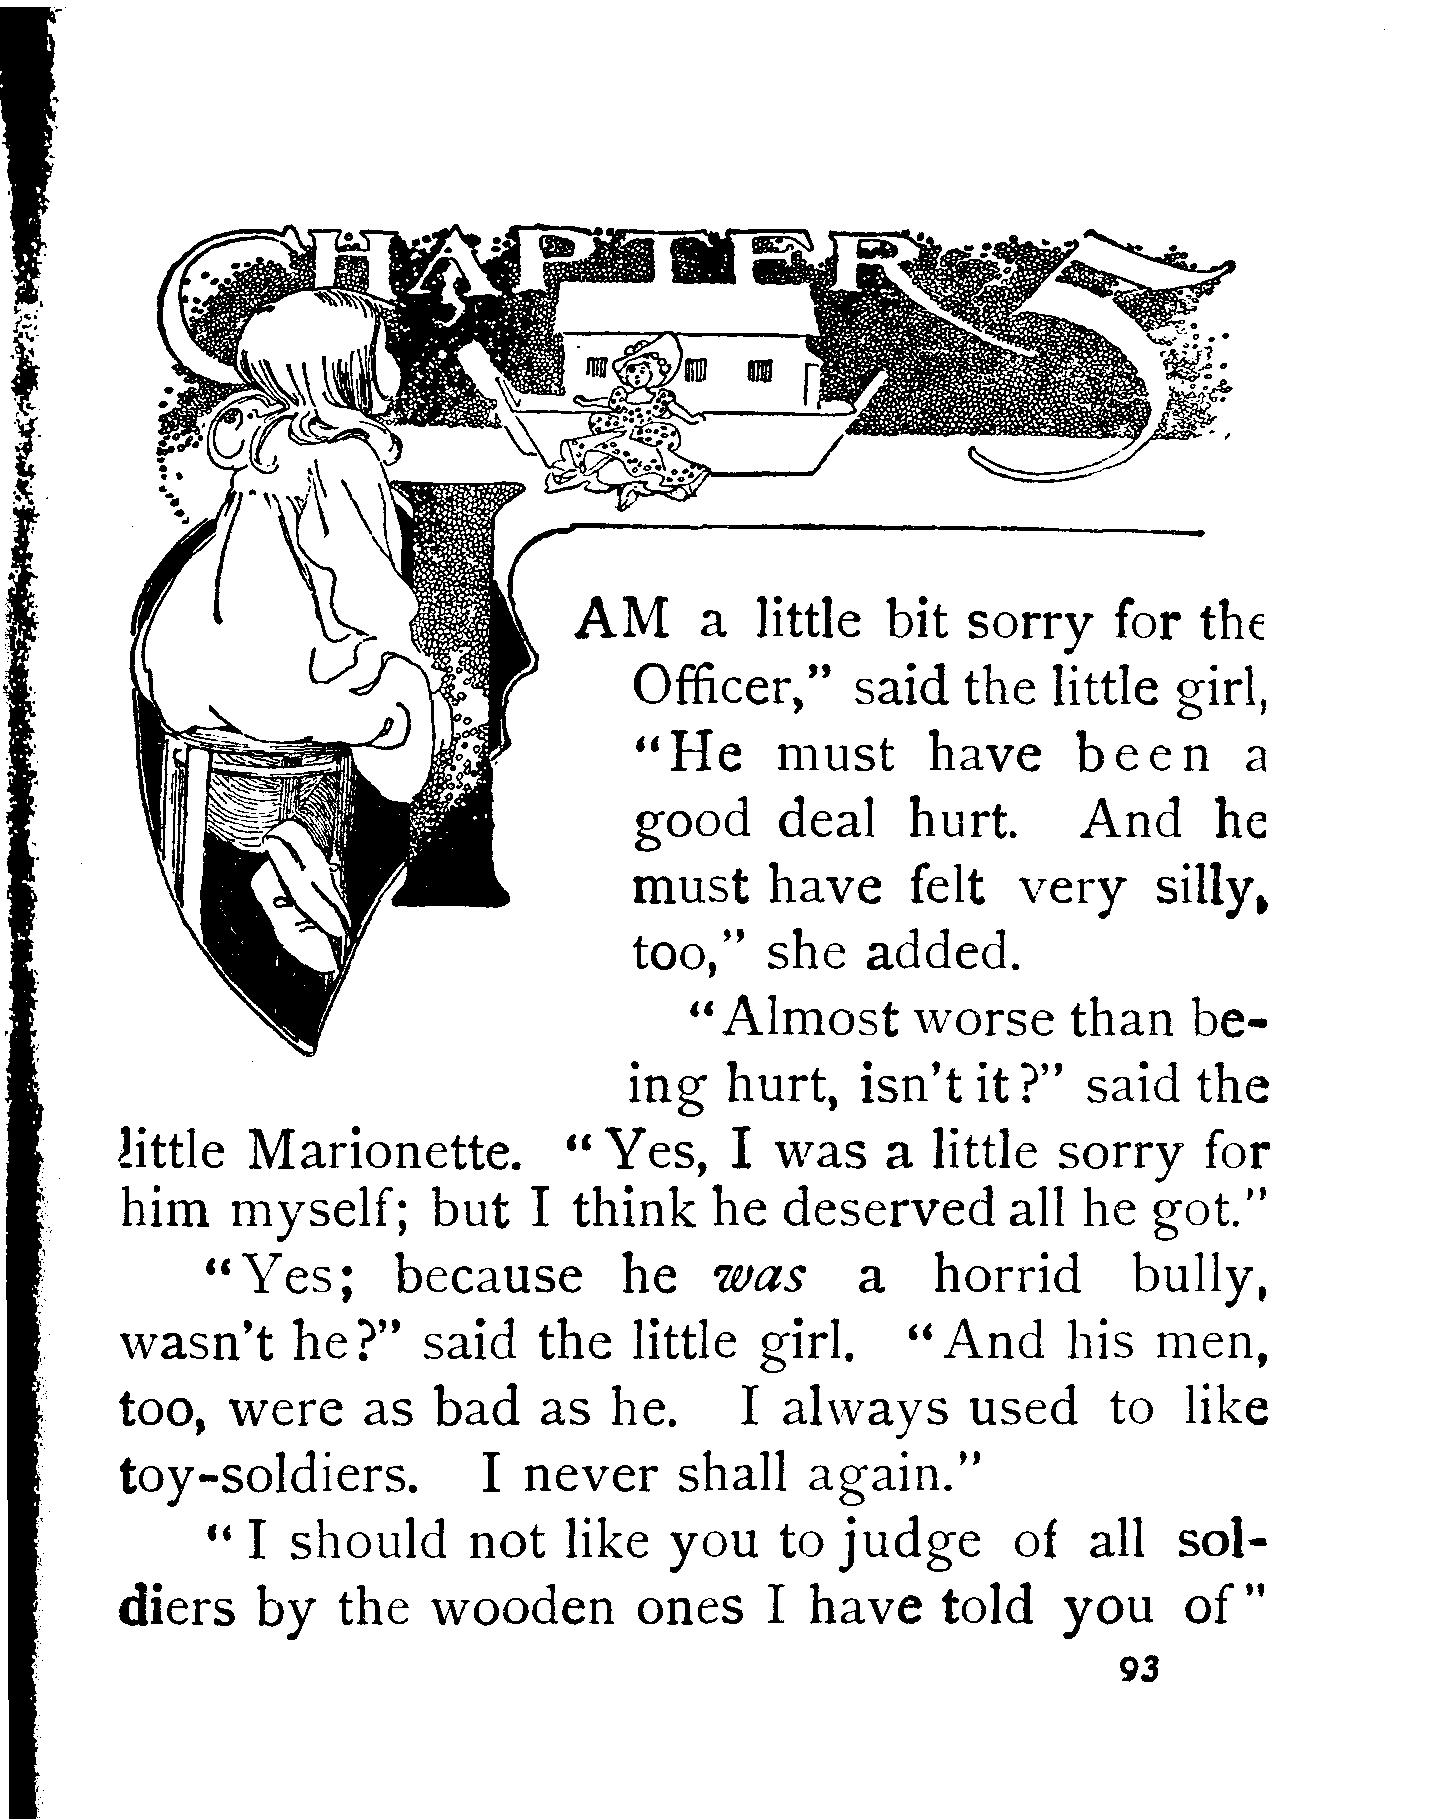 CHAPTER 5
I AM a little bit sorry for the
Officer,” said the little girl,
“He must have been a
good deal hurt. And he
must have felt very silly,
too,” she added.
“Almost worse than be-
ing hurt, isn't it?” said the
little Marionette. “Yes, I was a little sorry for
him myself; but I think he deserved all he got.”
“Yes; because he was a horrid bully,
wasn't he?” said the little girl. “And his men,
too, were as bad as he. I always used to like
toy-soldiers. I never shall again.”
“I should not like you to judge of all sol-
diers by the wooden ones I have told you of”
93